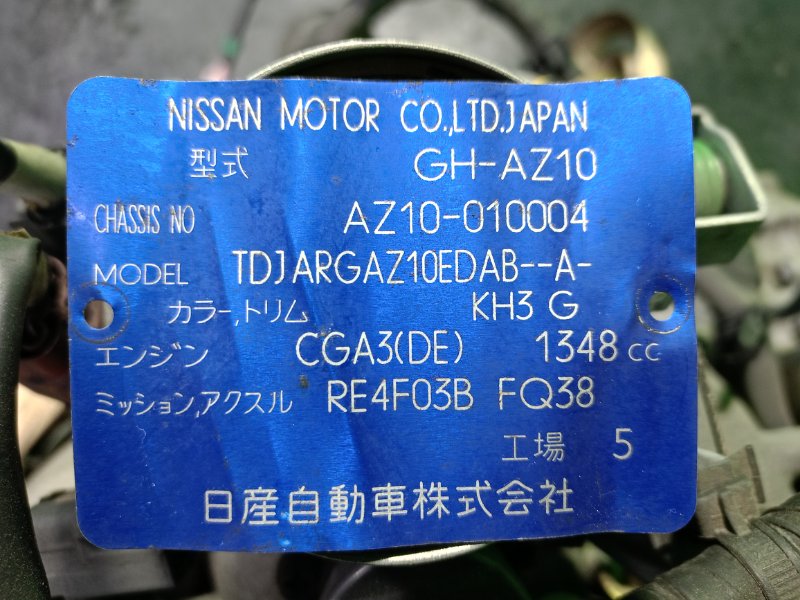 NISSAN MOTOR CO.,LTD.JAPAN
型式 GH-AZ10
CHASSIS NO AZ10-010004
MODEL TDJARGAZ10EDAB--A-
カラー,トリム KH3 G
エンジン CGA3(DE) 1348 cc
ミッション,アクスル RE4F03B FQ38
工場 5
日産自動車株式会社